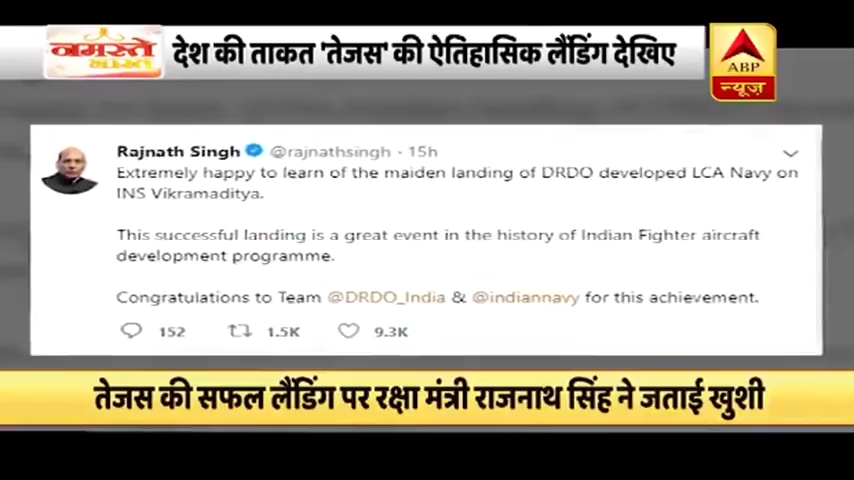 नमस्ते
भारत
देश की ताकत 'तेजस' की ऐतिहासिक लैंडिंग देखिए
ABP
न्यूज़
Rajnath Singh @rajnathsingh · 15h
Extremely happy to learn of the maiden landing of DRDO developed LCA Navy on
INS Vikramaditya.
This successful landing is a great event in the history of Indian Fighter aircraft
development programme.
Congratulations to Team @DRDO_India & @indiannavy for this achievement.
152 1.5K 9.3K
तेजस की सफल लैंडिंग पर रक्षा मंत्री राजनाथ सिंह ने जताई खुशी